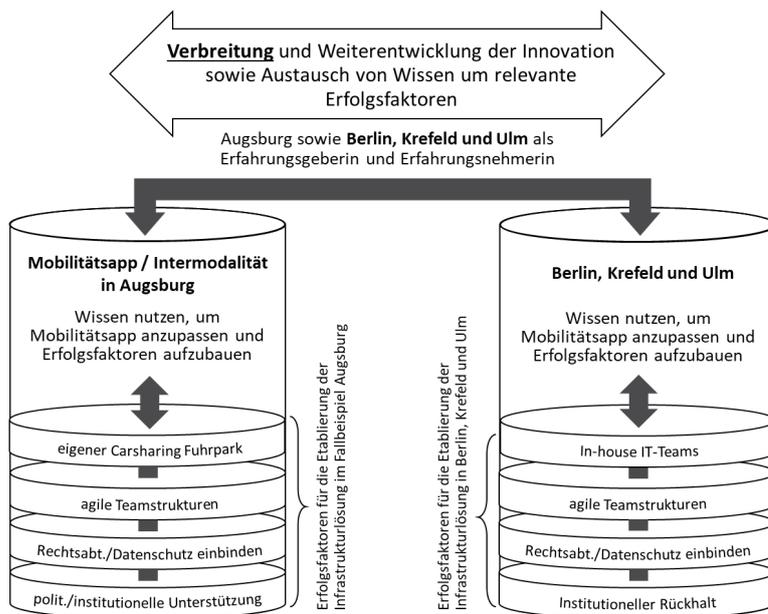 Verbreitung und Weiterentwicklung der Innovation
sowie Austausch von Wissen um relevante
Erfolgsfaktoren
Augsburg sowie Berlin, Krefeld und Ulm als
Erfahrungsgeberin und Erfahrungsnehmerin
Mobilitätsapp / Intermodalität
in Augsburg
Wissen nutzen, um
Mobilitätsapp anzupassen und
Erfolgsfaktoren aufzubauen
eigener Carsharing Fuhrpark
agile Teamstrukturen
Rechtsabt./Datenschutz einbinden
polit./institutionelle Unterstützung
Erfolgsfaktoren für die Etablierung der
Infrastrukturlösung im Fallbeispiel Augsburg
Erfolgsfaktoren für die Etablierung der
Infrastrukturlösung in Berlin, Krefeld und Ulm
Berlin, Krefeld und Ulm
Wissen nutzen, um
Mobilitätsapp anzupassen und
Erfolgsfaktoren aufzubauen
In-house IT-Teams
agile Teamstrukturen
Rechtsabt./Datenschutz einbinden
Institutioneller Rückhalt